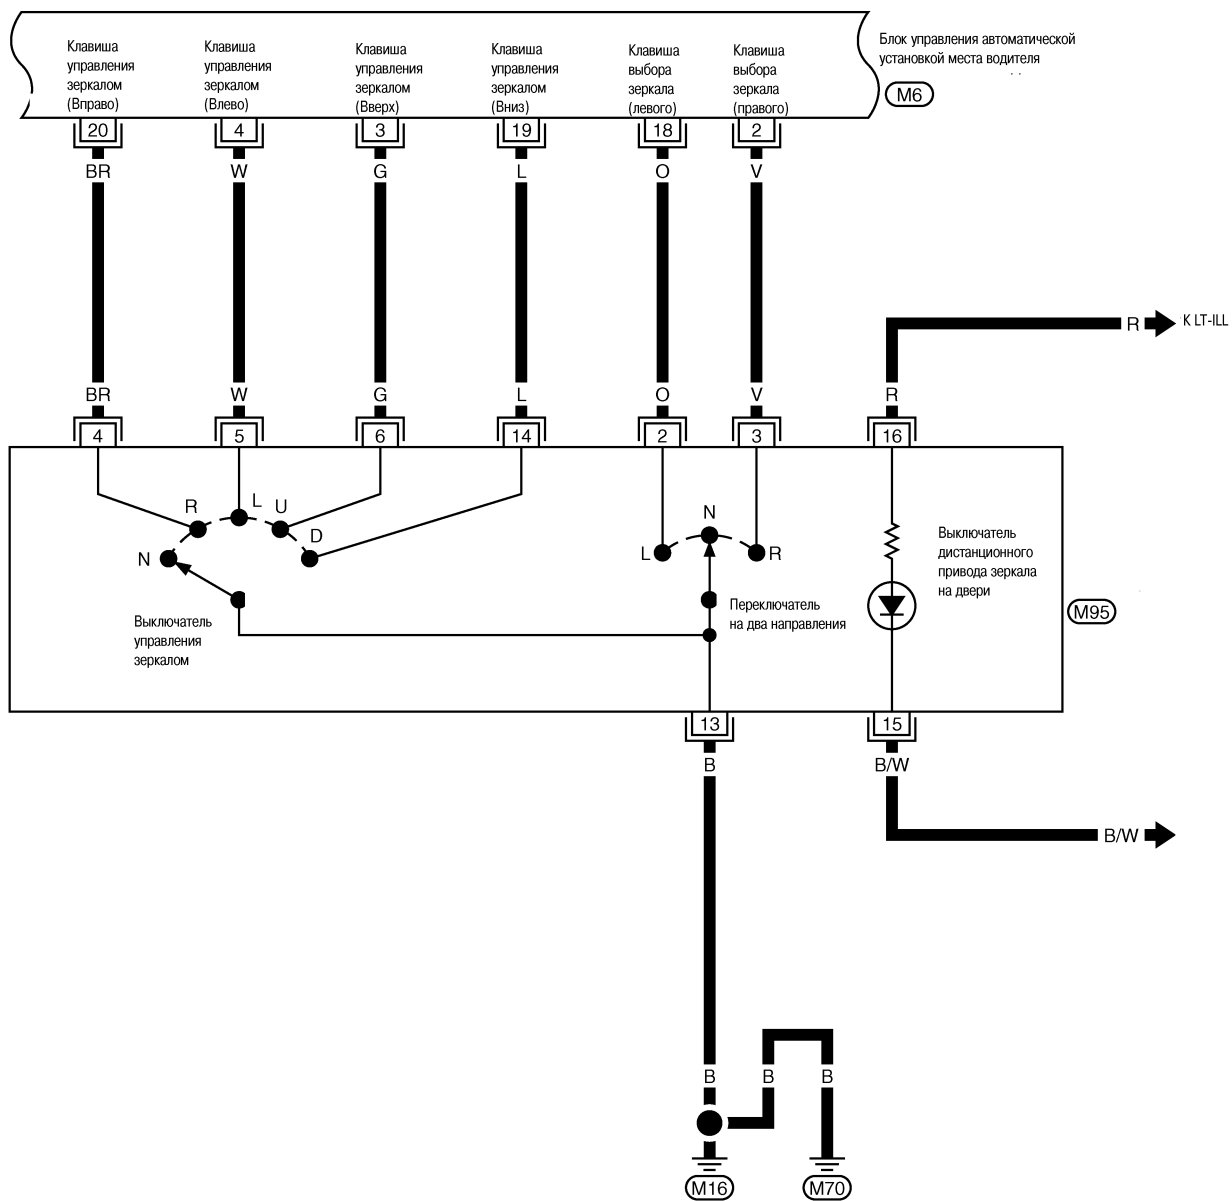 Клавиша
управления
зеркалом
(Вправо)
Клавиша
управления
зеркалом
(Влево)
Клавиша
управления
зеркалом
(Вверх)
Клавиша
управления
зеркалом
(Вниз)
Клавиша
выбора
зеркала
(левого)
Клавиша
выбора
зеркала
(правого)
Блок управления автоматической
установкой места водителя
M6
20 4 3 19 18 2
BR W G L O V
R К LT-ILL
BR W G L O V R
4 5 6 14 2 3 16
R L U
D
N
N
L R
Выключатель
управления
зеркалом
Переключатель
на два направления
Выключатель
дистанционного
привода зеркала
на двери
M95
13 15
B B/W
B/W
B B B
M16 M70